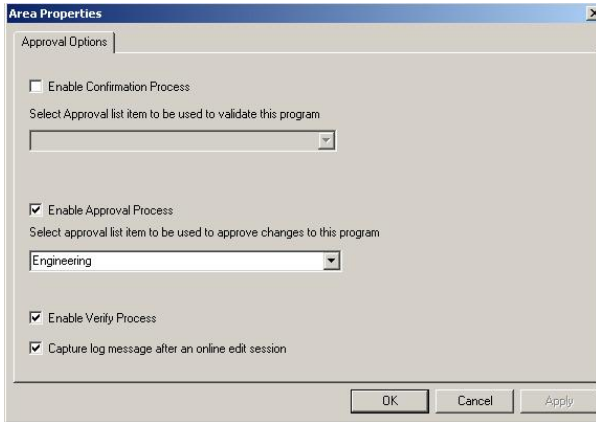 Area Properties
Approval Options
Enable Confirmation Process
Select Approval list item to be used to validate this program
Enable Approval Process
Select approval list item to be used to approve changes to this program
Engineering
Enable Verify Process
Capture log message after an online edit session
OK Cancel Apply